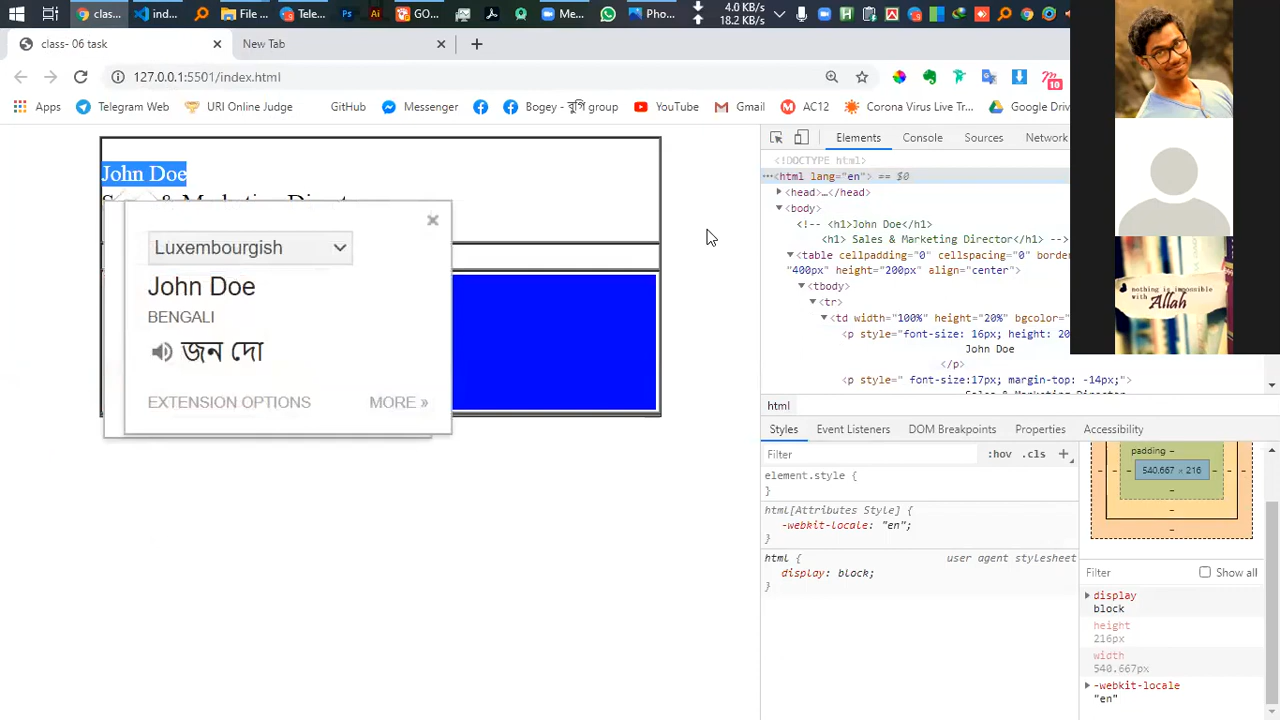 class
ind
File
Tele
GO
Me...
Pho...
4.0 KB/s
18.2 KB/s
class- 06 task
New Tab
127.0.0.1:5501/index.html
Apps
Telegram Web
URI Online Judge
GitHub
Messenger
Bogey - বুগি group
YouTube
Gmail
AC12
Corona Virus Live Tr...
Google Driv
10
John Doe
Luxembourgish
John Doe
BENGALI
জন দো
EXTENSION OPTIONS
MORE »
Elements
Console
Sources
Network
<!DOCTYPE html>
<html lang="en"> == $0
<head>…</head>
<body>
<!-- <h1>John Doe</h1>
<h1> Sales & Marketing Director</h1> -->
<table cellpadding="0" cellspacing="0" borde
"400px" height="200px" align="center">
<tbody>
<tr>
<td width="100%" height="20%" bgcolor=
<p style="font-size: 16px; height: 20
John Doe
</p>
<p style=" font-size:17px; margin-top: -14px;">
html
Styles
Event Listeners
DOM Breakpoints
Properties
Accessibility
Filter
:hov .cls +
element.style {
}
html[Attributes Style] {
-webkit-locale: "en";
}
html {
user agent stylesheet
display: block;
}
padding –
540.667 × 216
Filter
Show all
display
block
height
216px
width
540.667px
-webkit-locale
"en"
nothing is impossible
with Allah